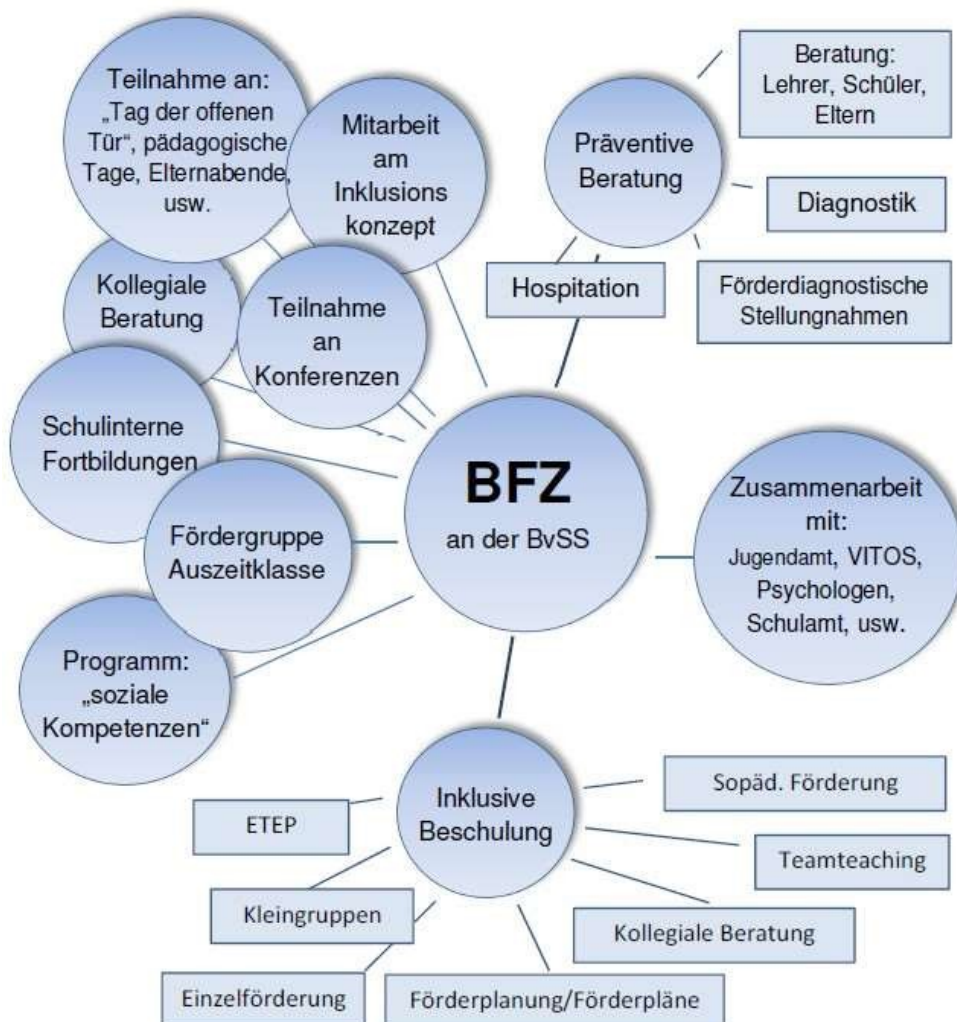 Teilnahme an:
„Tag der offenen
Tür“, pädagogische
Tage, Elternabende,
usw.
Mitarbeit
am
Inklusions
konzept
Präventive
Beratung
Beratung:
Lehrer, Schüler,
Eltern
Diagnostik
Förderdiagnostische
Stellungnahmen
Hospitation
Kollegiale
Beratung
Teilnahme
an
Konferenzen
Schulinterne
Fortbildungen
Fördergruppe
Auszeitklasse
Programm:
„soziale
Kompetenzen“
BFZ
an der BvSS
Zusammenarbeit
mit:
Jugendamt, VITOS,
Psychologen,
Schulamt, usw.
Inklusive
Beschulung
ETEP
Kleingruppen
Einzelförderung
Förderplanung/Förderpläne
Kollegiale Beratung
Teamteaching
Sopäd. Förderung